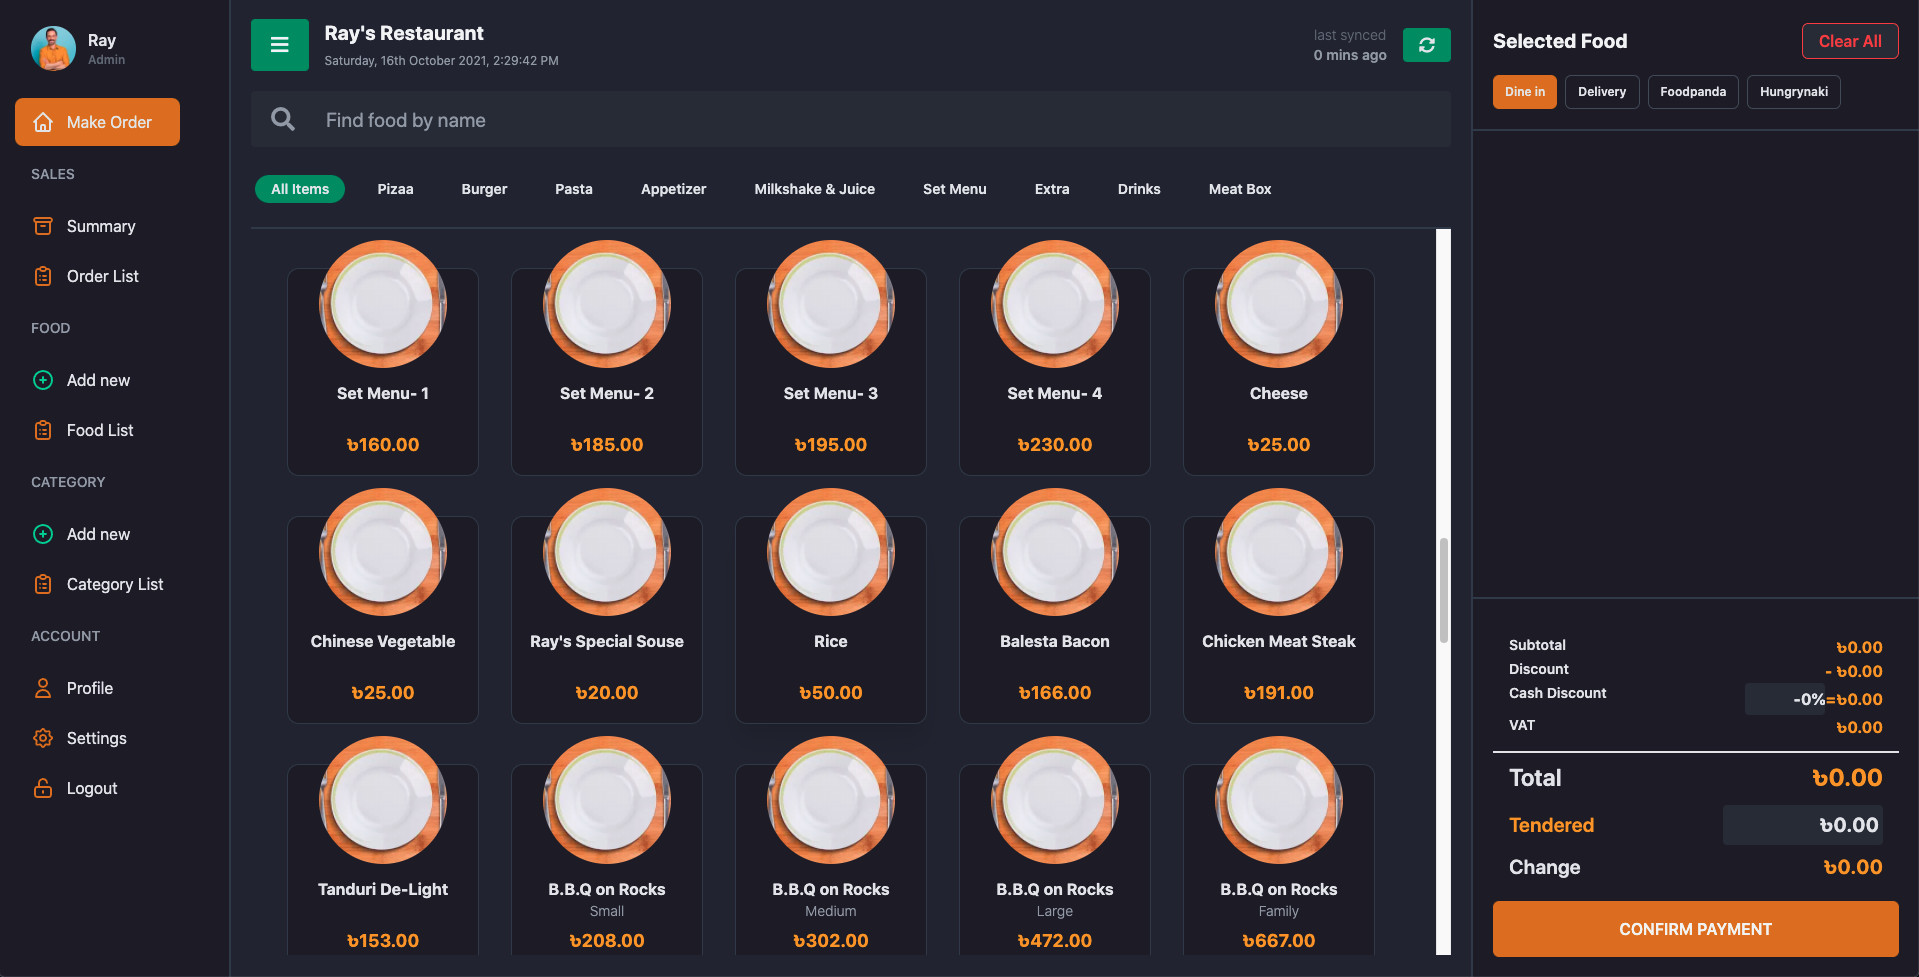 Ray
Admin
Make Order
SALES
Summary
Order List
FOOD
Add new
Food List
CATEGORY
Add new
Category List
ACCOUNT
Profile
Settings
Logout
Ray's Restaurant
Saturday, 16th October 2021, 2:29:42 PM
last synced
0 mins ago
Find food by name
All Items Pizaa Burger Pasta Appetizer Milkshake & Juice Set Menu Extra Drinks Meat Box
Set Menu- 1 Set Menu- 2 Set Menu- 3 Set Menu- 4 Cheese
৳160.00 ৳185.00 ৳195.00 ৳230.00 ৳25.00
Chinese Vegetable Ray's Special Souse Rice Balesta Bacon Chicken Meat Steak
৳25.00 ৳20.00 ৳50.00 ৳166.00 ৳191.00
Tanduri De-Light B.B.Q on Rocks B.B.Q on Rocks B.B.Q on Rocks B.B.Q on Rocks
Small Medium Large Family
৳153.00 ৳208.00 ৳302.00 ৳472.00 ৳667.00
Selected Food Clear All
Dine in Delivery Foodpanda Hungrynaki
Subtotal ৳0.00
Discount - ৳0.00
Cash Discount -0%=৳0.00
VAT ৳0.00
Total ৳0.00
Tendered ৳0.00
Change ৳0.00
CONFIRM PAYMENT